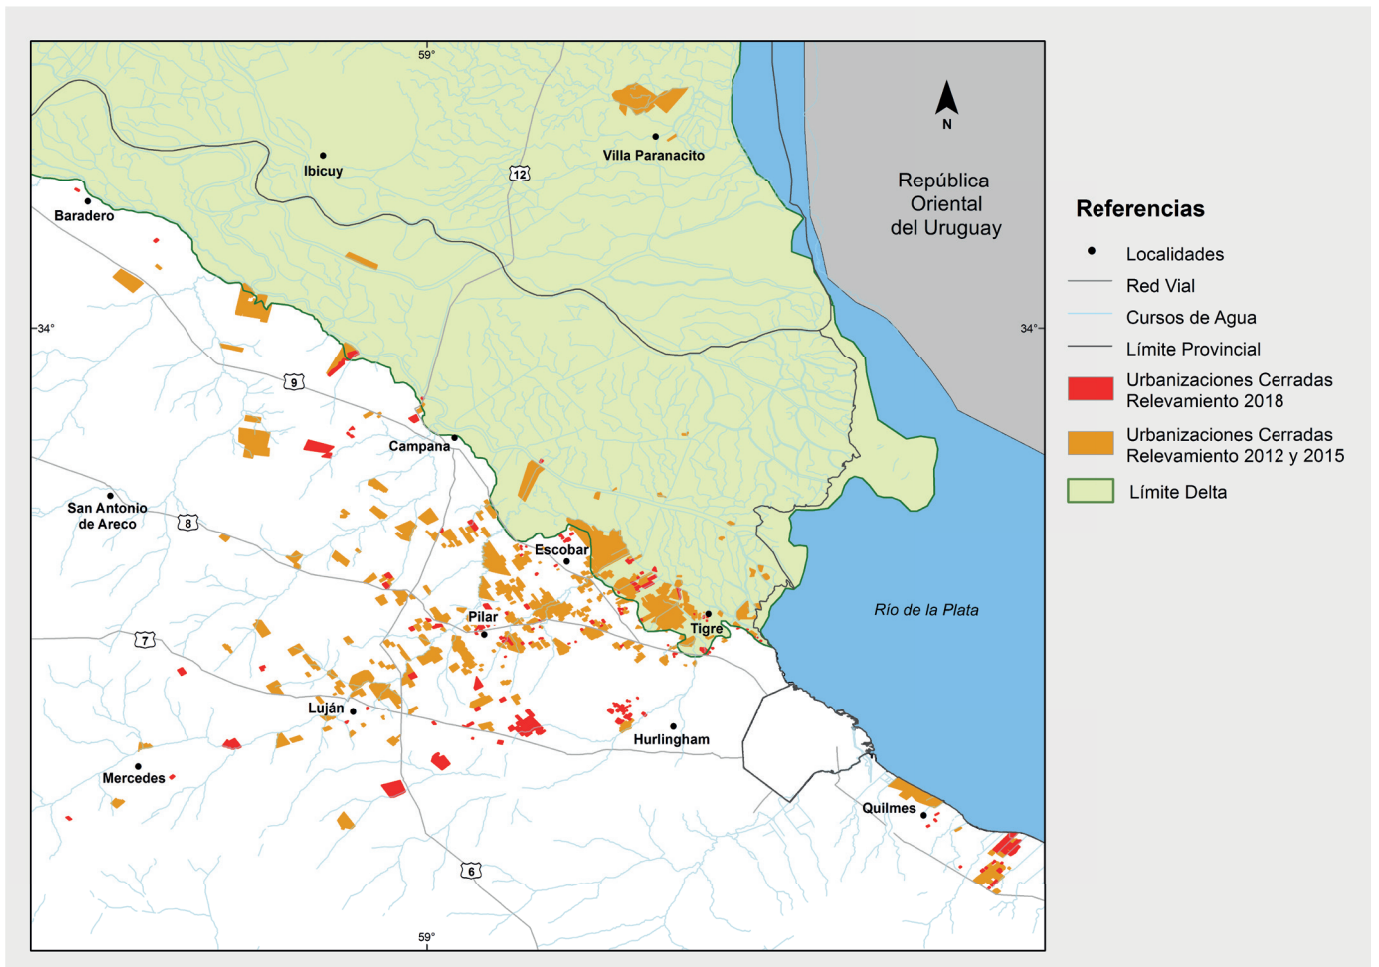 59°
N
Villa Paranacito
Ibicuy
12
República
Oriental
del Uruguay
Baradero
34°
34°
9
Campana
San Antonio
de Areco
8
Escobar
Río de la Plata
Pilar
Tigre
7
Luján
Hurlingham
Mercedes
Quilmes
6
59°
Referencias
Localidades
Red Vial
Cursos de Agua
Límite Provincial
Urbanizaciones Cerradas
Relevamiento 2018
Urbanizaciones Cerradas
Relevamiento 2012 y 2015
Límite Delta